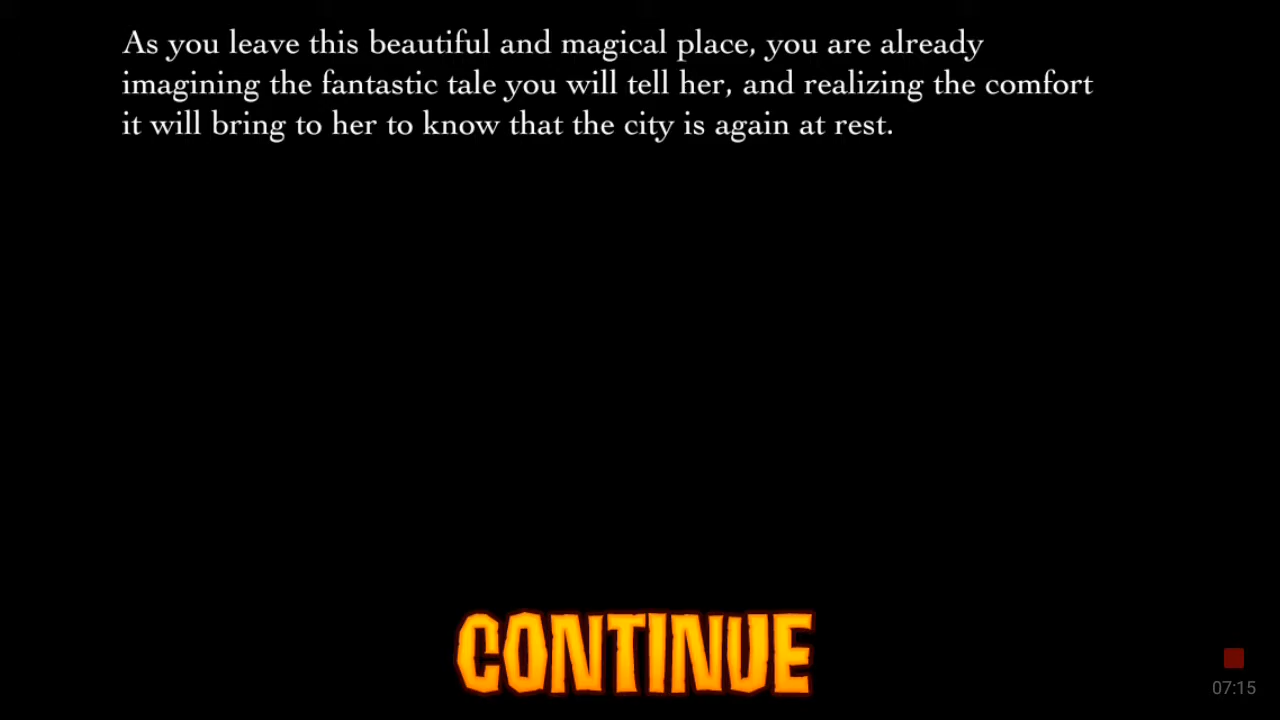 As you leave this beautiful and magical place, you are already
imagining the fantastic tale you will tell her, and realizing the comfort
it will bring to her to know that the city is again at rest.
CONTINUE
07:15